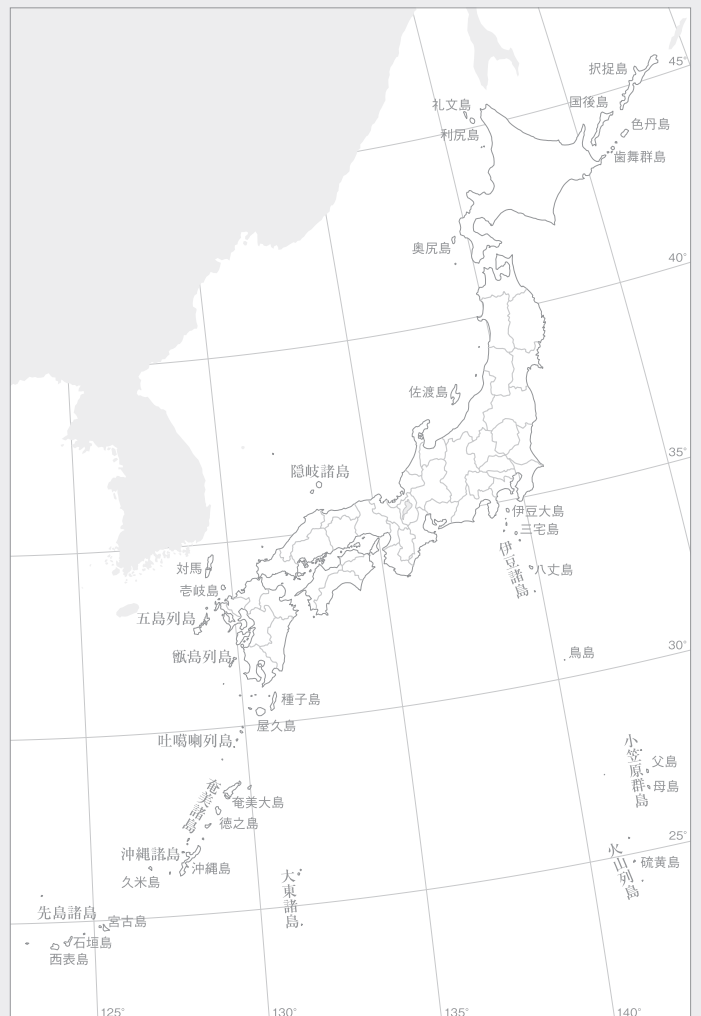 45°
択捉島
礼文島
国後島
色丹島
利尻島
歯舞群島
奥尻島
40°
佐渡島
35°
隠岐諸島
伊豆大島
三宅島
伊豆諸島
対馬
八丈島
壱岐島
五島列島
鳥島
30°
甑島列島
種子島
屋久島
吐噶喇列島
小笠原群島
父島
奄美諸島
母島
奄美大島
徳之島
25°
沖縄諸島
火山列島
硫黄島
沖縄島
久米島
大東諸島
先島諸島
宮古島
石垣島
西表島
125°
130°
135°
140°